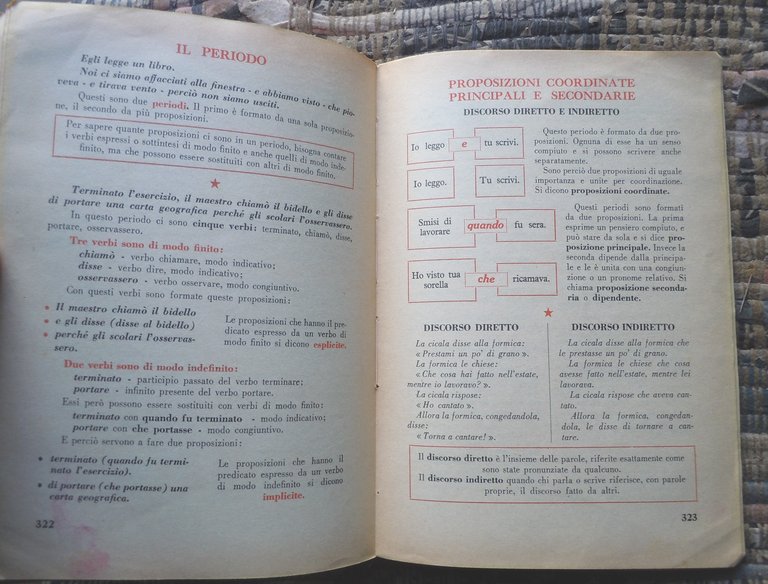 IL PERIODO
Egli legge un libro.
Noi ci siamo affacciati alla finestra - e abbiamo visto - che pio-
veva - e tirava vento - perciò non siamo usciti.
Questi sono due periodi. Il primo è formato da una sola proposizio-
ne, il secondo da più proposizioni.
Per sapere quante proposizioni ci sono in un periodo, bisogna contare
i verbi espressi o sottintesi di modo finito e anche quelli di modo inde-
finito, ma che possono essere sostituiti con altri di modo finito.
Terminato l'esercizio, il maestro chiamò il bidello e gli disse
di portare una carta geografica perché gli scolari l'osservassero.
In questo periodo ci sono cinque verbi: terminato, chiamò, disse,
portare, osservassero.
Tre verbi sono di modo finito:
chiamò - verbo chiamare, modo indicativo;
disse - verbo dire, modo indicativo;
osservassero - verbo osservare, modo congiuntivo.
Con questi verbi sono formate queste proposizioni:
Il maestro chiamò il bidello
e gli disse (disse al bidello)
perché gli scolari l'osservas-
sero.
Le proposizioni che hanno il pre-
dicato espresso da un verbo di
modo finito si dicono esplicite.
Due verbi sono di modo indefinito:
terminato - participio passato del verbo terminare;
portare - infinito presente del verbo portare.
Essi però possono essere sostituiti con verbi di modo finito:
terminato con quando fu terminato - modo indicativo;
portare con che portasse - modo congiuntivo.
E perciò servono a fare due proposizioni:
terminato (quando fu termi-
nato l'esercizio).
di portare (che portasse) una
carta geografica.
Le proposizioni che hanno il
predicato espresso da un verbo
di modo indefinito si dicono
implicite.
322
PROPOSIZIONI COORDINATE
PRINCIPALI E SECONDARIE
DISCORSO DIRETTO E INDIRETTO
Io leggo e tu scrivi.
Io leggo. Tu scrivi.
Questo periodo è formato da due pro-
posizioni. Ognuna di esse ha un senso
compiuto e si possono scrivere anche
separatamente.
Sono perciò due proposizioni di uguale
importanza e unite per coordinazione.
Si dicono proposizioni coordinate.
Smisi di
lavorare quando fu sera.
Ho visto tua
sorella che ricamava.
Questi periodi sono formati
da due proposizioni. La prima
esprime un pensiero compiuto, e
può stare da sola e si dice pro-
posizione principale. Invece la
seconda dipende dalla principa-
le e le è unita con una congiun-
zione o un pronome relativo. Si
chiama proposizione seconda-
ria o dipendente.
DISCORSO DIRETTO
La cicala disse alla formica:
« Prestami un po' di grano ».
La formica le chiese:
« Che cosa hai fatto nell'estate,
mentre io lavoravo? ».
La cicala rispose:
« Ho cantato ».
Allora la formica, congedandola,
disse:
« Torna a cantare! ».
DISCORSO INDIRETTO
La cicala disse alla formica che
le prestasse un po' di grano.
La formica le chiese che cosa
avesse fatto nell'estate, mentre lei
lavorava.
La cicala rispose che aveva can-
tato.
Allora la formica, congedan-
dola, le disse di tornare a can-
tare.
Il discorso diretto è l'insieme delle parole, riferite esattamente come
sono state pronunziate da qualcuno.
Il discorso indiretto quando chi parla o scrive riferisce, con parole
proprie, il discorso fatto da altri.
323